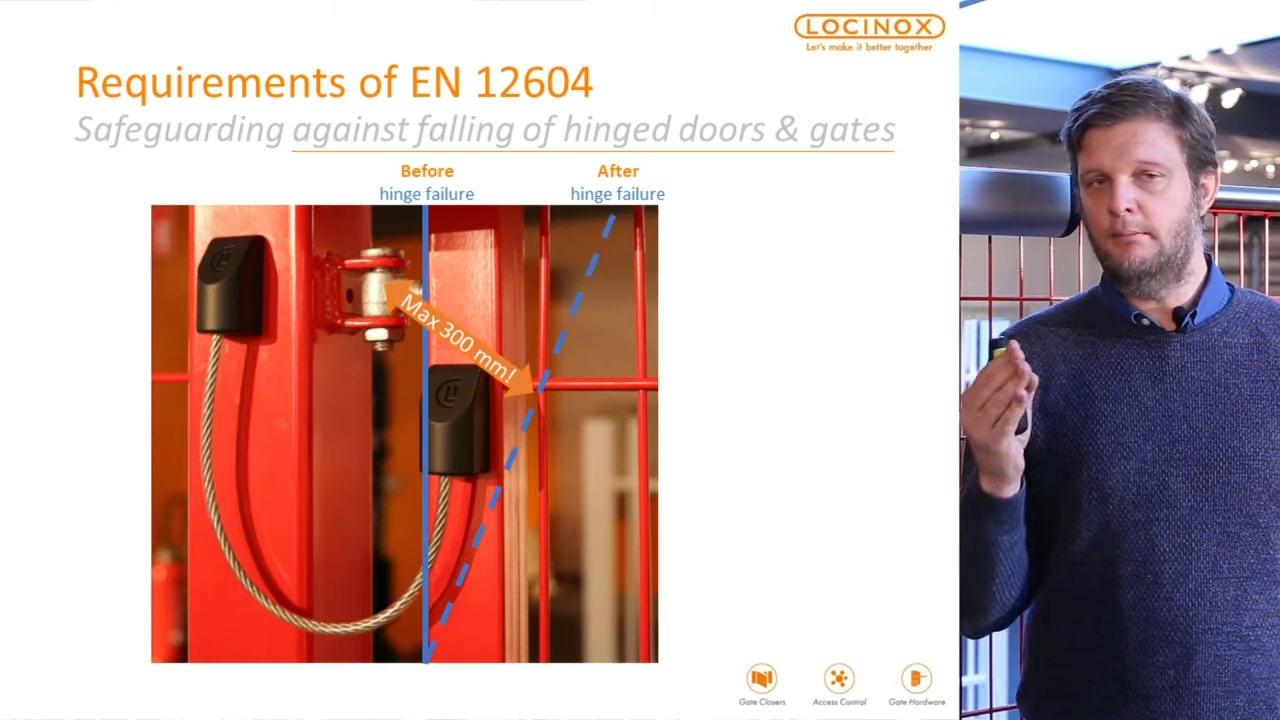 LOCINOX
Let's make it better together
Requirements of EN 12604
Safeguarding against falling of hinged doors & gates
Before
hinge failure
After
hinge failure
Max 300 mm!
Gate Closers
Access Control
Gate Hardware